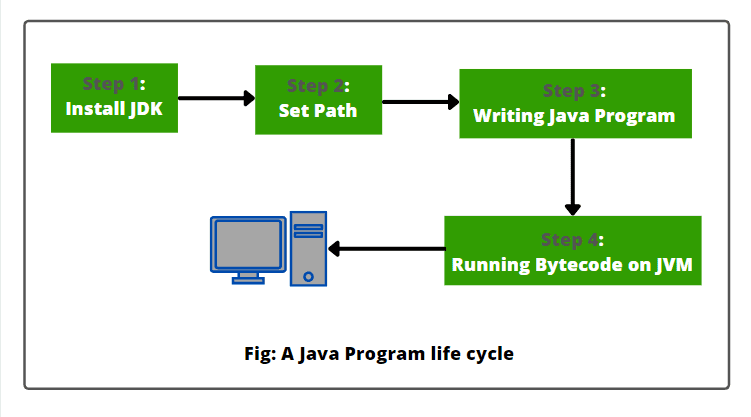 Step 1:
Install JDK
Step 2:
Set Path
Step 3:
Writing Java Program
Step 4:
Running Bytecode on JVM
Fig: A Java Program life cycle